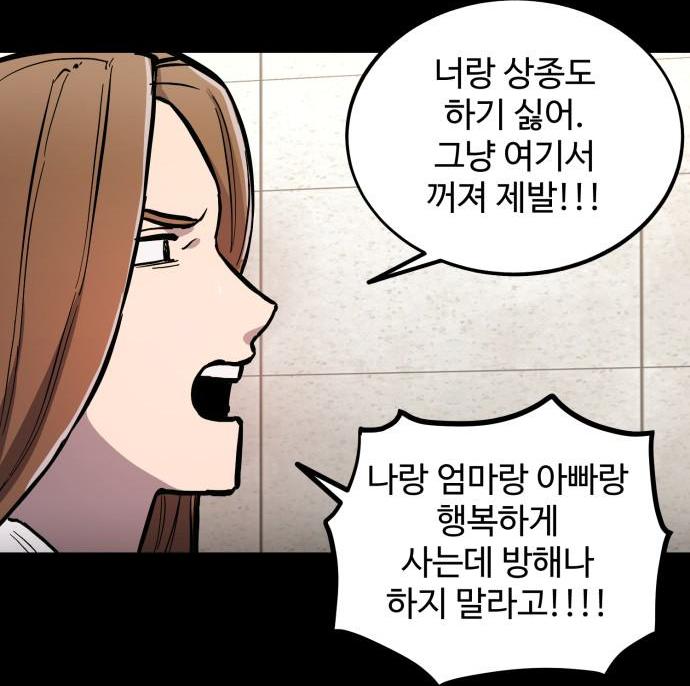 너랑 상종도
하기 싫어.
그냥 여기서
꺼져 제발!!!
나랑 엄마랑 아빠랑
행복하게
사는데 방해나
하지 말라고!!!!